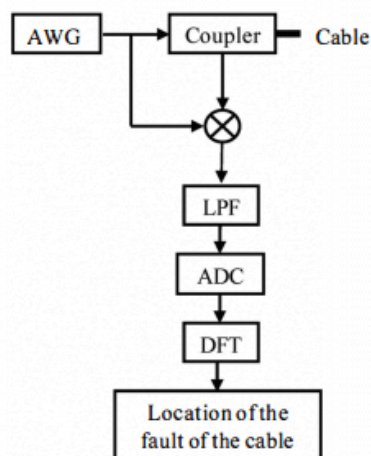 AWG
Coupler
Cable
LPF
ADC
DFT
Location of the
fault of the cable